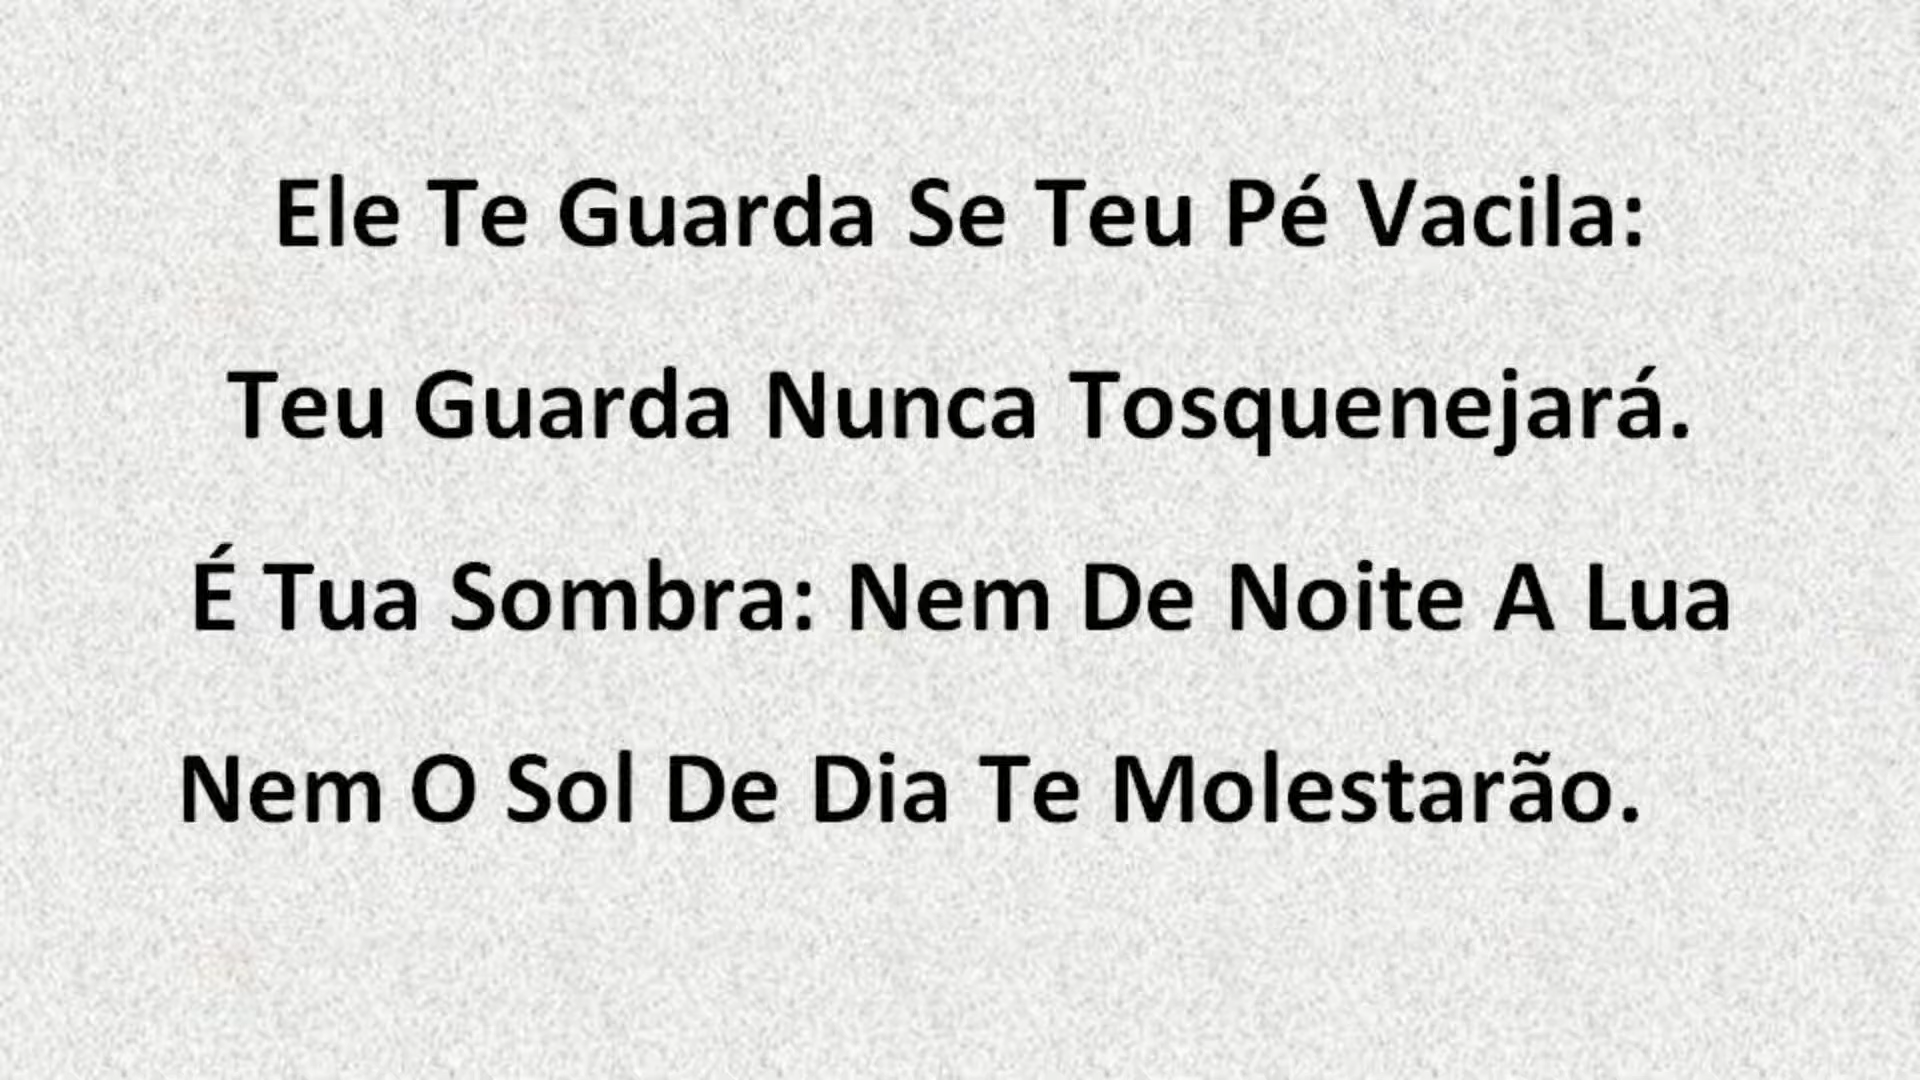 Ele Te Guarda Se Teu Pé Vacila:
Teu Guarda Nunca Tosquenejará.
É Tua Sombra: Nem De Noite A Lua
Nem O Sol De Dia Te Molestarão.